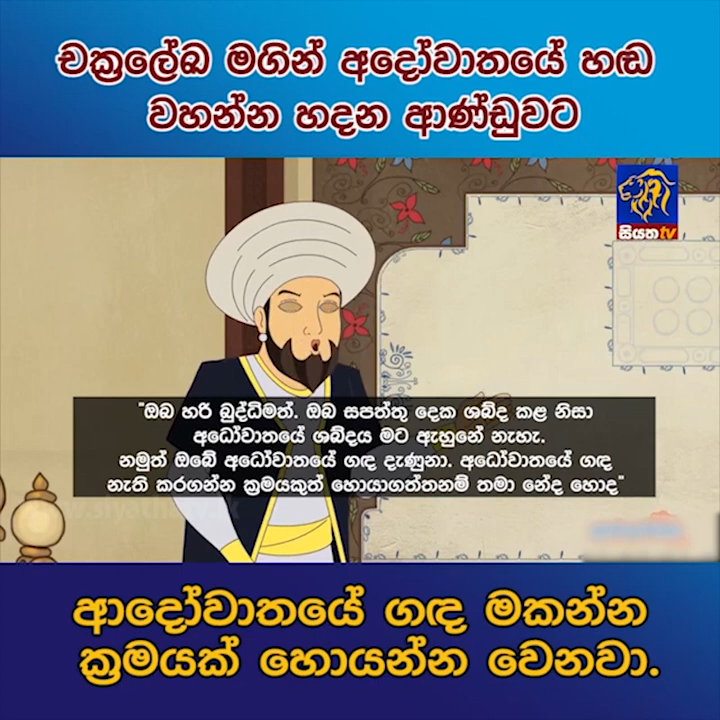 චක්‍රලේඛ මගින් අදෝවාතයේ හඬ
වහන්න හදන ආණ්ඩුවට
සියත tv
"ඔබ හරි බුද්ධිමත්. ඔබ සපත්තු දෙක ශබ්ද කළ නිසා
අධෝවාතයේ ශබ්දය මට ඇහුනේ නැහැ.
නමුත් ඔබේ අධෝවාතයේ ගඳ දැණුනා. අධෝවාතයේ ගඳ
නැති කරගන්න ක්‍රමයකුත් හොයාගත්තනම් තමා නේද හොඳ"
ආදෝවාතයේ ගඳ මකන්න
ක්‍රමයක් හොයන්න වෙනවා.